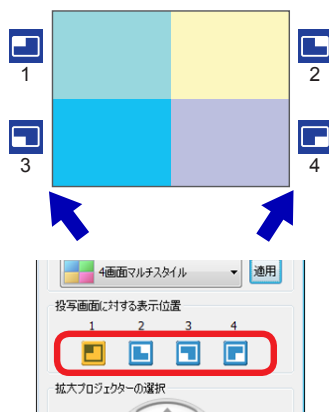 1
2
3
4
4画面マルチスタイル
適用
投写画面に対する表示位置
1 2 3 4
拡大プロジェクターの選択